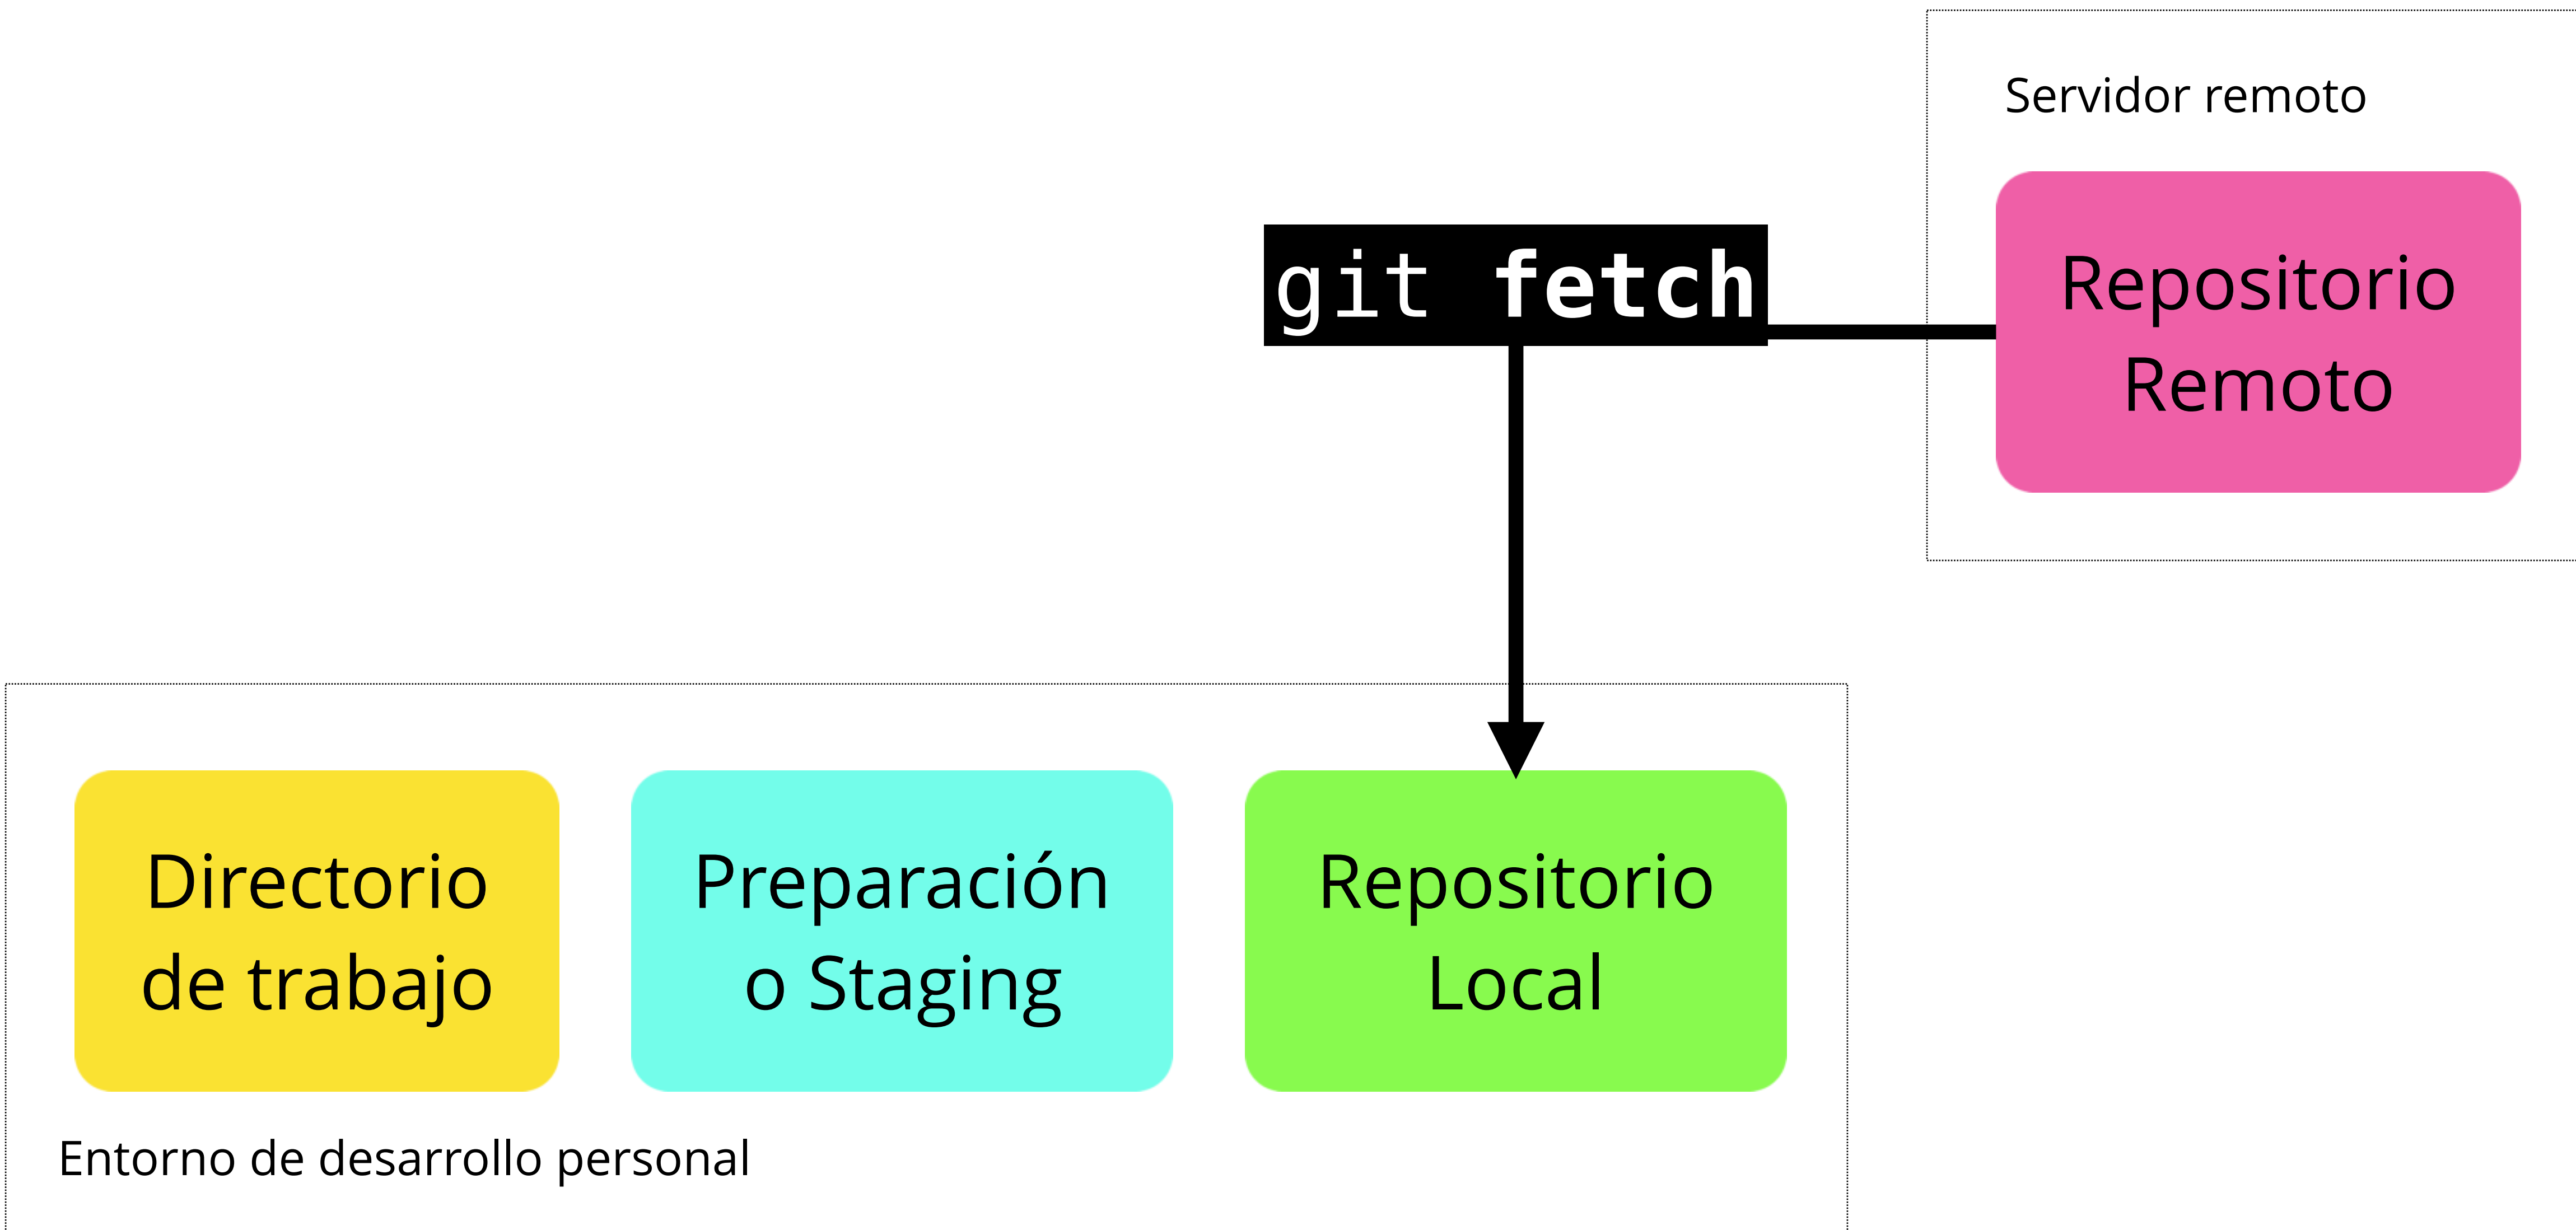 Servidor remoto
git fetch
Repositorio
Remoto
Directorio
de trabajo
Preparación
o Staging
Repositorio
Local
Entorno de desarrollo personal